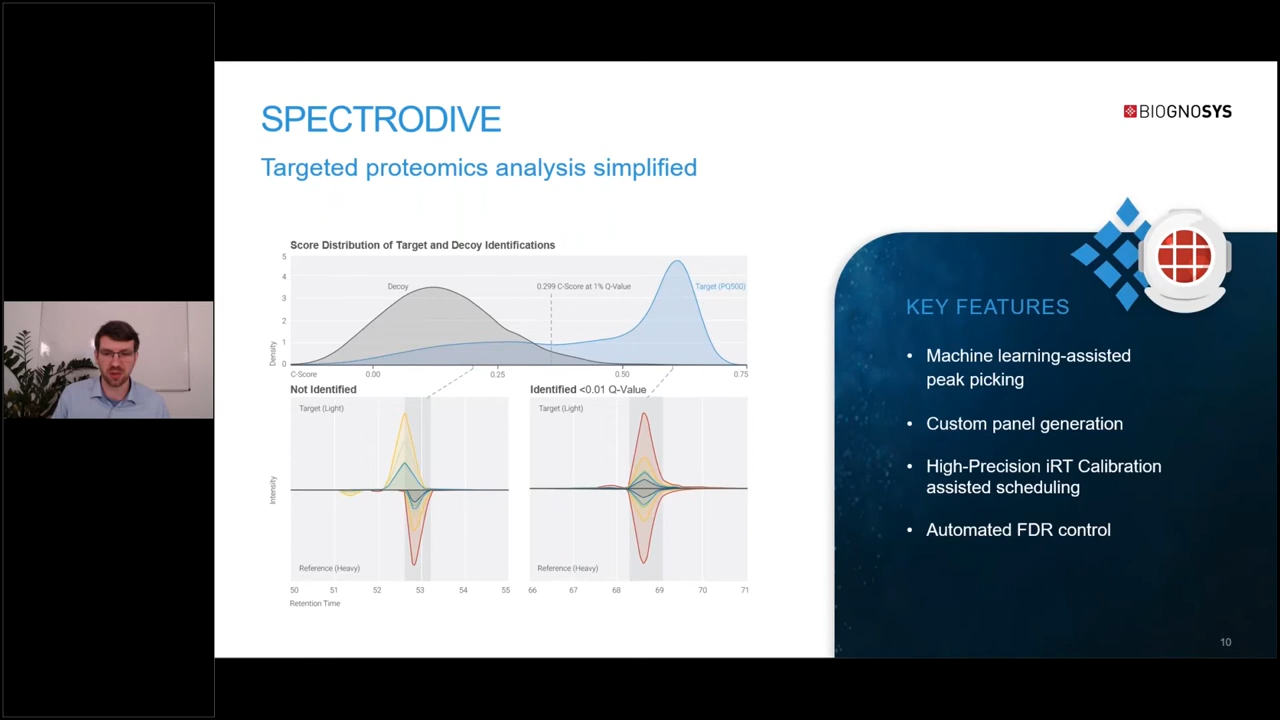 SPECTRODIVE
BIOGNOSYS
Targeted proteomics analysis simplified
Score Distribution of Target and Decoy Identifications
5
4
3
2
1
0
Density
Decoy
0.299 C-Score at 1% Q-Value
Target (PQ500)
C-Score
0.00
0.25
0.50
0.75
Not Identified
Identified <0.01 Q-Value
Target (Light)
Target (Light)
Intensity
Reference (Heavy)
Reference (Heavy)
50 51 52 53 54 55
66 67 68 69 70 71
Retention Time
KEY FEATURES
• Machine learning-assisted
peak picking
• Custom panel generation
• High-Precision iRT Calibration
assisted scheduling
• Automated FDR control
10